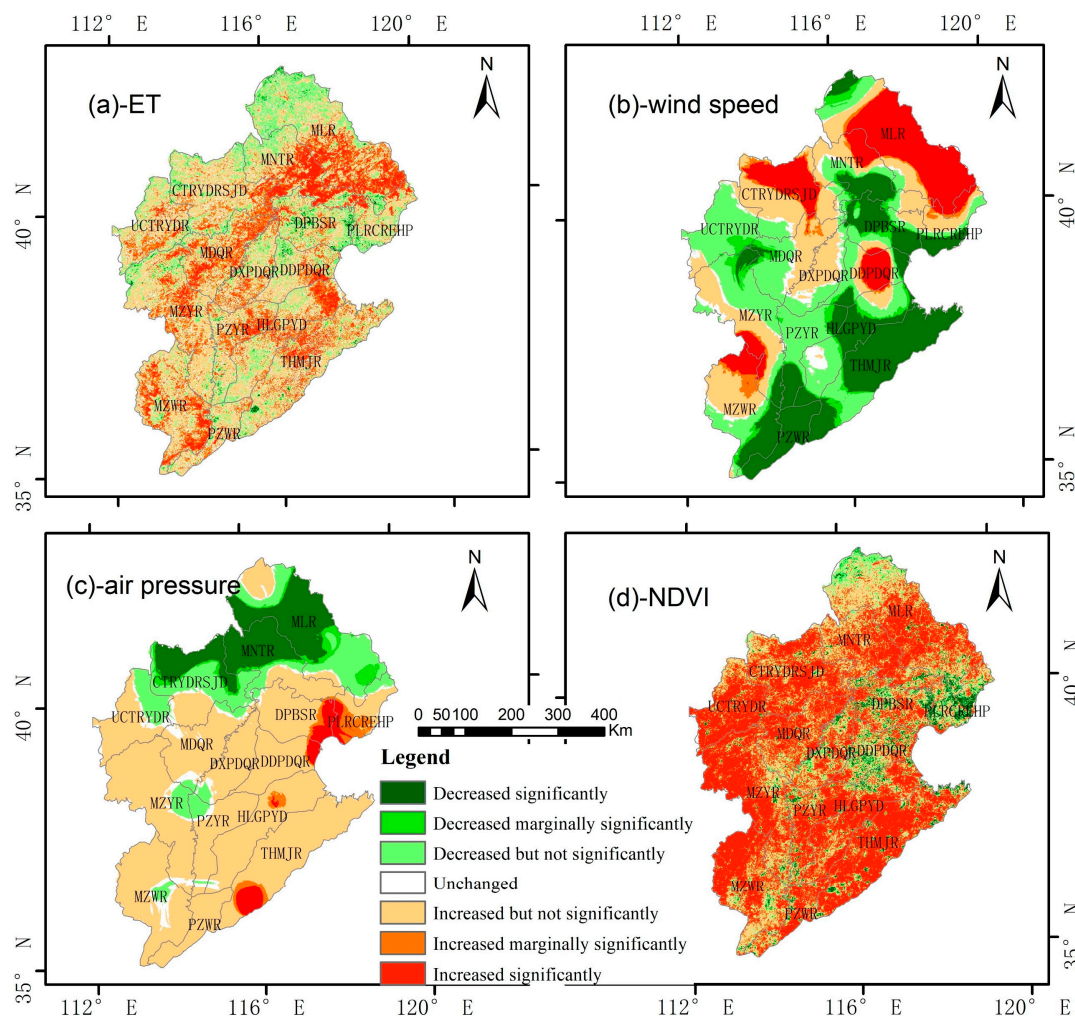 112° E 116° E 120° E
112° E 116° E 120° E
N
(a)-ET
MLR
MNTR
CTRYDRSJD
UCTRYDR
DPBSR
PLRCREHP
MDQR
DXPDQR
DDPDQR
MZYR
PZYR
HLGPYD
THMJR
MZWR
PZWR
40°
N
35°
N
N
(b)-wind speed
MLR
MNTR
CTRYDRSJD
DPBSR
UCTRYDR
PLRCREHP
MDQR
DXPDQR
DDPDQR
MZYR
PZYR
HLGPYD
THMJR
MZWR
PZWR
40°
N
35°
N
N
(c)-air pressure
MLR
MNTR
CTRYDRSJD
UCTRYDR
DPBSR
PLRCREHP
MDQR
DXPDQR
DDPDQR
MZYR
PZYR
HLGPYD
THMJR
MZWR
PZWR
40°
N
35°
N
0 50100 200 300 400
Km
Legend
Decreased significantly
Decreased marginally significantly
Decreased but not significantly
Unchanged
Increased but not significantly
Increased marginally significantly
Increased significantly
N
(d)-NDVI
MLR
MNTR
CTRYDRSJD
UCTRYDR
DPBSR
PLRCREHP
MDQR
DXPDQR
DDPDQR
MZYR
PZYR
HLGPYD
THMJR
MZWR
PZWR
40°
N
35°
N
112° E 116° E 120° E
112° E 116° E 120° E